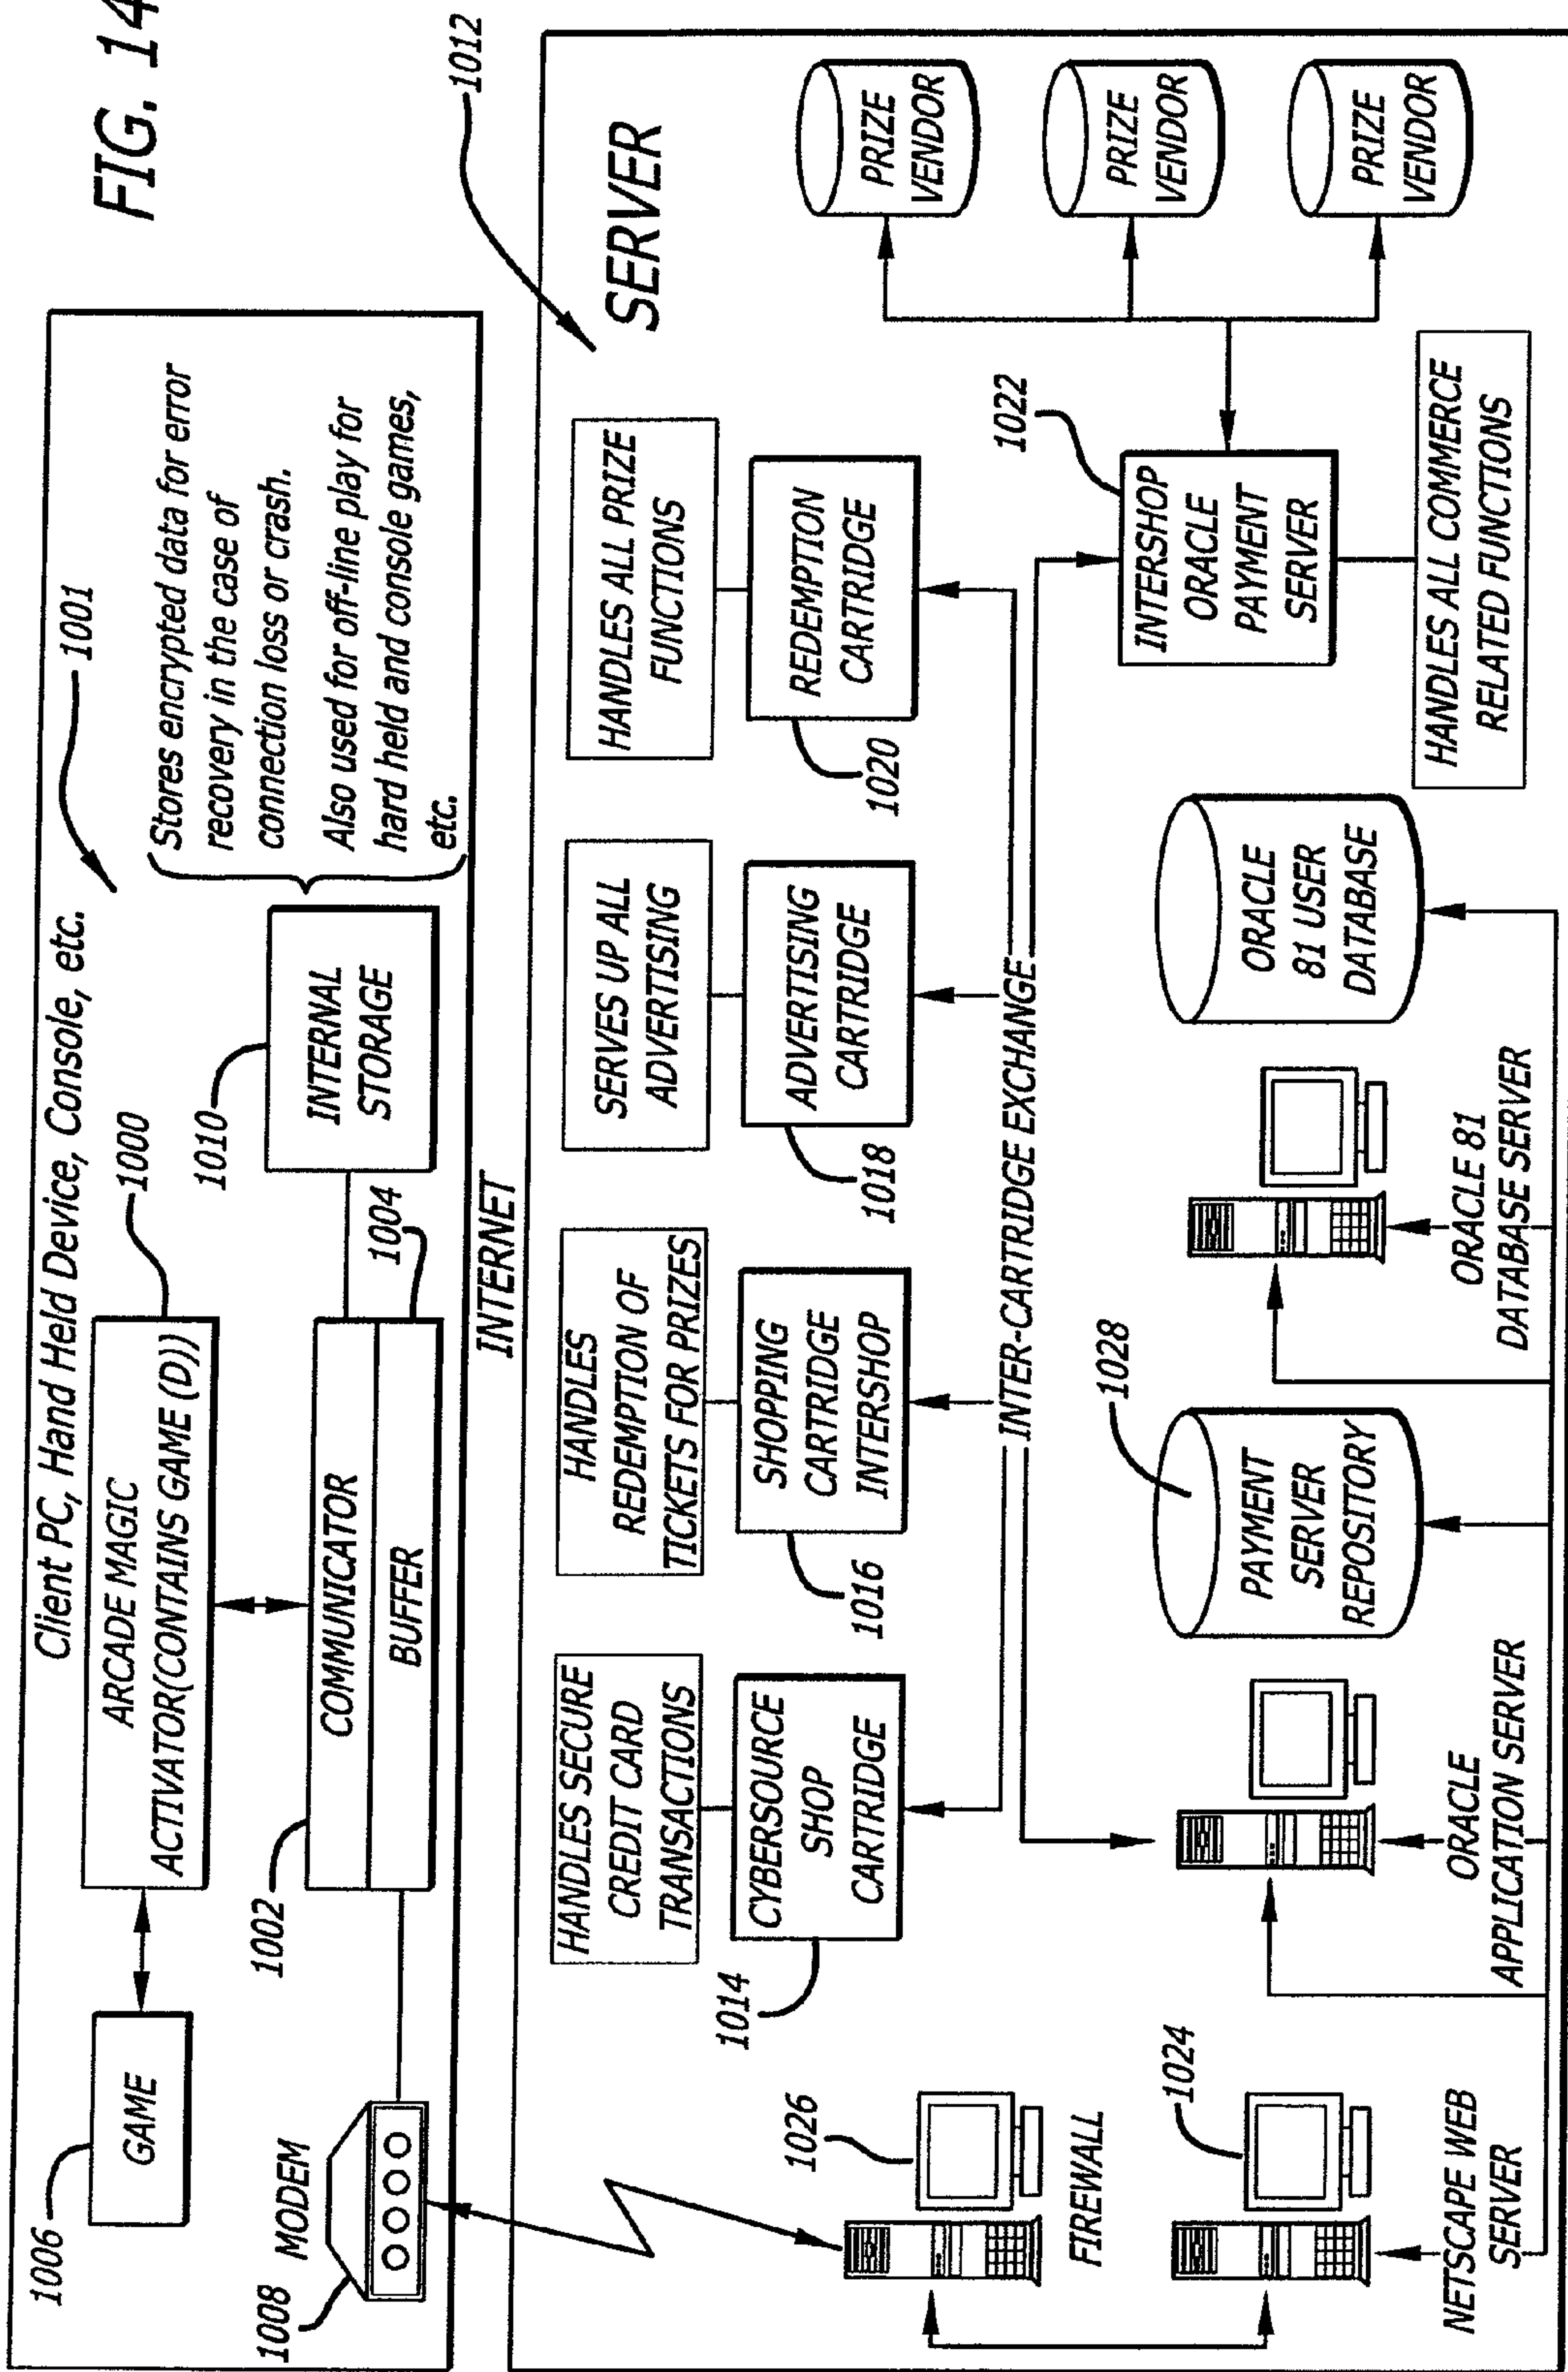 FIG. 14
Client PC, Hand Held Device, Console, etc.
1001
1006
GAME
ARCADE MAGIC
ACTIVATOR(CONTAINS GAME (D))
1000
MODEM
1008
1002
COMMUNICATOR
BUFFER
1004
1010
INTERNAL
STORAGE
Stores encrypted data for error
recovery in the case of
connection loss or crash.
Also used for off-line play for
hard held and console games,
etc.
INTERNET
1012
SERVER
HANDLES SECURE
CREDIT CARD
TRANSACTIONS
CYBERSOURCE
SHOP
CARTRIDGE
1014
HANDLES
REDEMPTION OF
TICKETS FOR PRIZES
SHOPPING
CARTRIDGE
INTERSHOP
1016
SERVES UP ALL
ADVERTISING
ADVERTISING
CARTRIDGE
1018
HANDLES ALL PRIZE
FUNCTIONS
REDEMPTION
CARTRIDGE
1020
PRIZE
VENDOR
PRIZE
VENDOR
PRIZE
VENDOR
INTER-CARTRIDGE EXCHANGE
1026
FIREWALL
1024
NETSCAPE WEB
SERVER
ORACLE
APPLICATION SERVER
PAYMENT
SERVER
REPOSITORY
1028
ORACLE 81
DATABASE SERVER
ORACLE
81 USER
DATABASE
1022
INTERSHOP
ORACLE
PAYMENT
SERVER
HANDLES ALL COMMERCE
RELATED FUNCTIONS